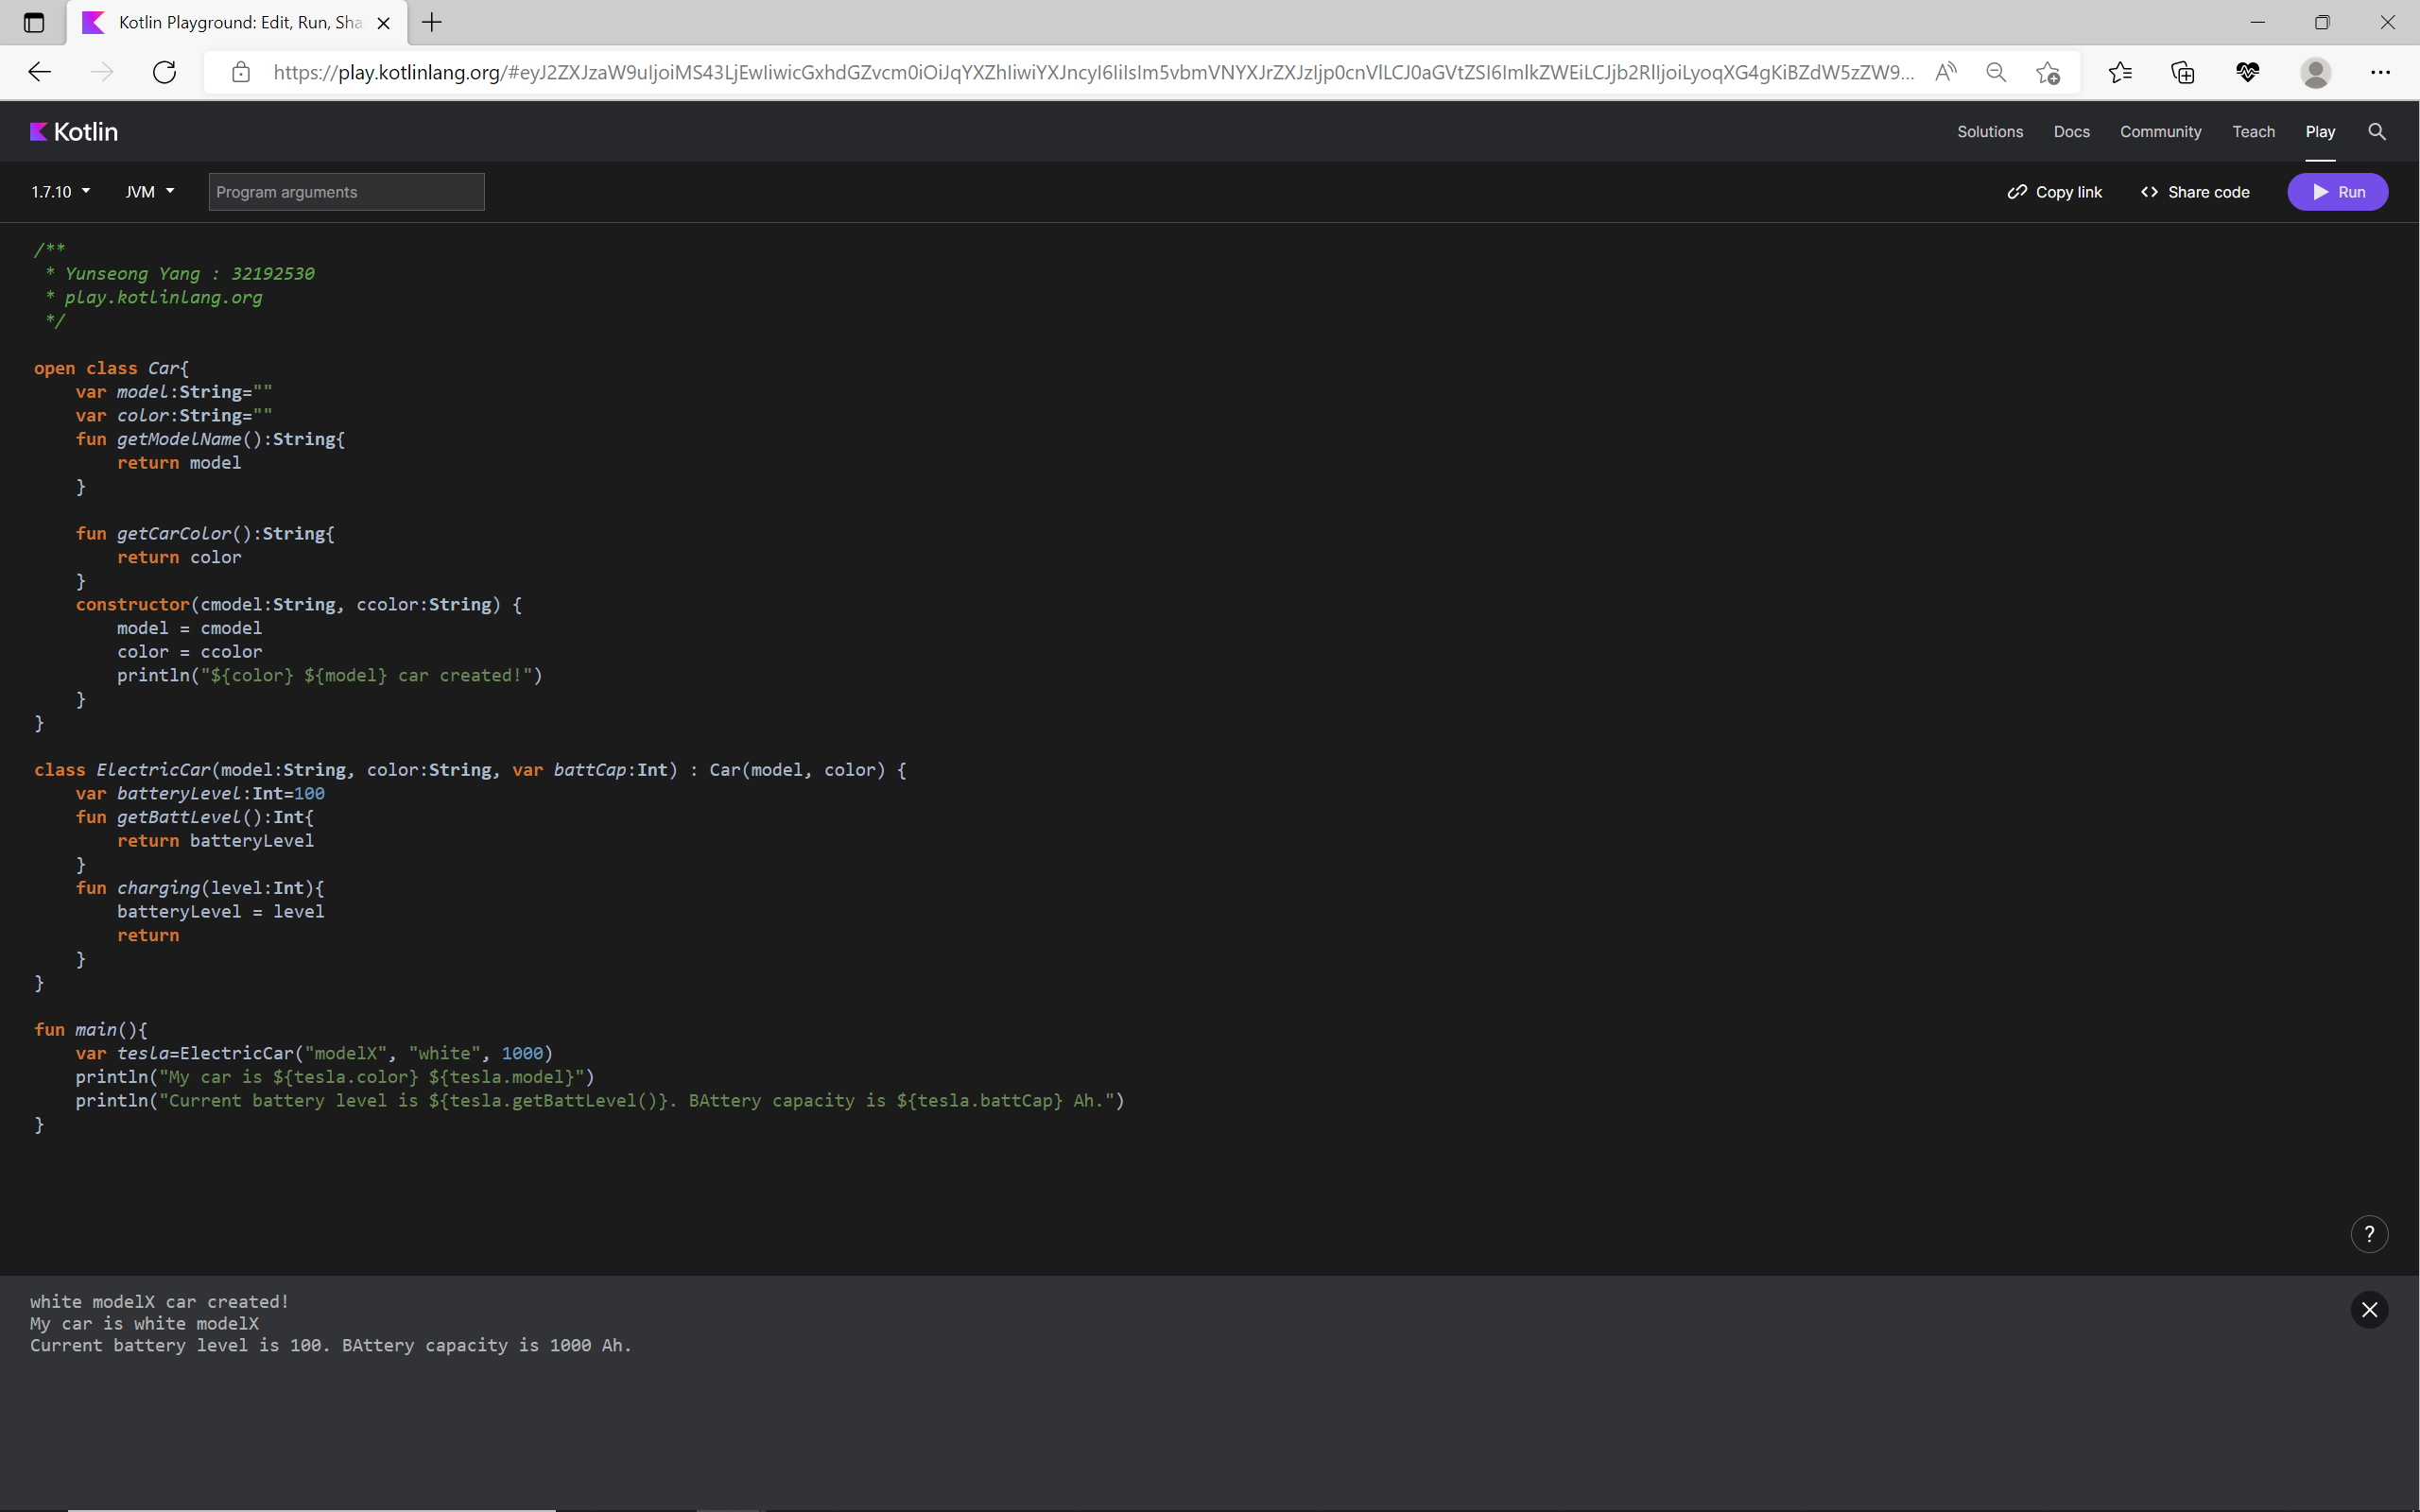 Kotlin Playground: Edit, Run, Sha
https://play.kotlinlang.org/
Kotlin
Solutions Docs Community Teach Play
1.7.10 JVM Program arguments Copy link Share code Run
/**
 * Yunseong Yang : 32192530
 * play.kotlinlang.org
 */
open class Car{
    var model:String=""
    var color:String=""
    fun getModelName():String{
        return model
    }
    fun getCarColor():String{
        return color
    }
    constructor(cmodel:String, ccolor:String) {
        model = cmodel
        color = ccolor
        println("${color} ${model} car created!")
    }
}
class ElectricCar(model:String, color:String, var battCap:Int) : Car(model, color) {
    var batteryLevel:Int=100
    fun getBattLevel():Int{
        return batteryLevel
    }
    fun charging(level:Int){
        batteryLevel = level
        return
    }
}
fun main(){
    var tesla=ElectricCar("modelX", "white", 1000)
    println("My car is ${tesla.color} ${tesla.model}")
    println("Current battery level is ${tesla.getBattLevel()}. BAttery capacity is ${tesla.battCap} Ah.")
}
?
white modelX car created!
My car is white modelX
Current battery level is 100. BAttery capacity is 1000 Ah.